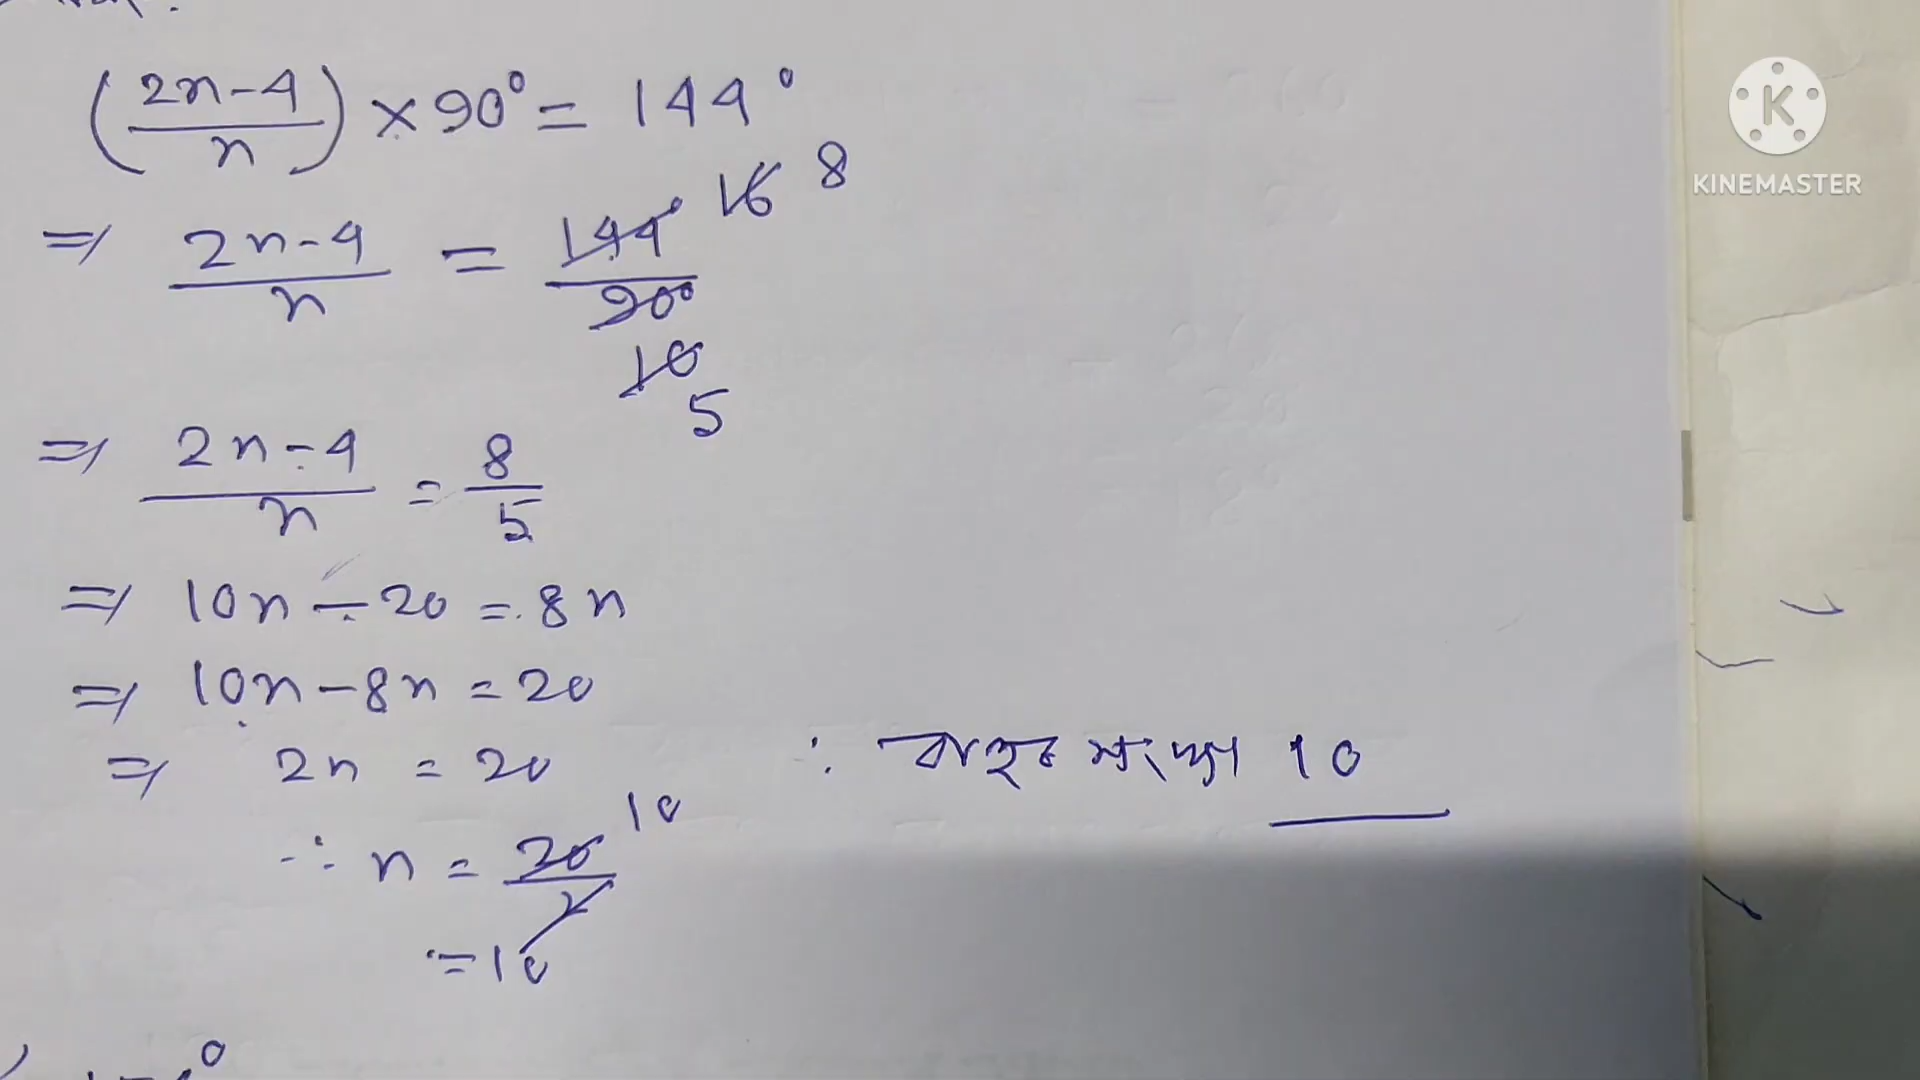 (2n-4/n) × 90° = 144°
⇒ 2n-4/n = 144°/90° 16 8
10
5
⇒ 2n-4/n = 8/5
⇒ 10n - 20 = 8n
⇒ 10n - 8n = 20
⇒ 2n = 20
∴ n = 20/2 10
= 10
∴ বাহুর সংখ্যা 10
KINEMASTER